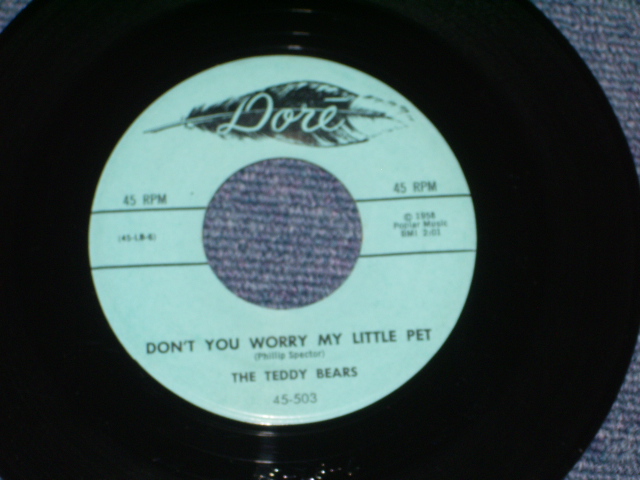 Doré
45 RPM
45 RPM
(45-LB-6)
© 1958
Poplar Music
BMI 2:01
DON'T YOU WORRY MY LITTLE PET
(Phillip Spector)
THE TEDDY BEARS
45-503